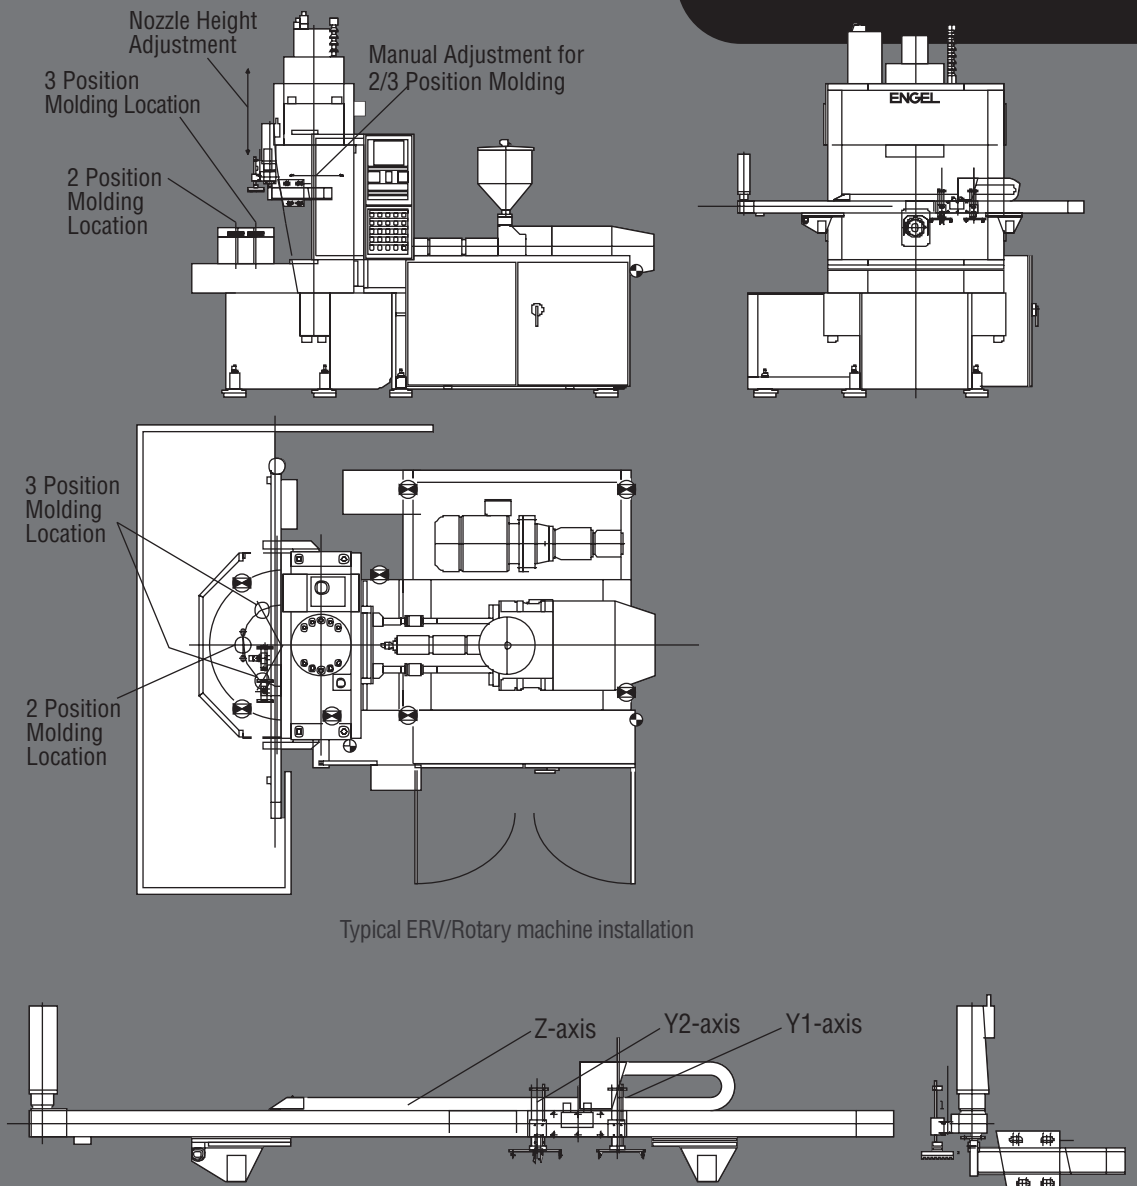 Nozzle Height
Adjustment
Manual Adjustment for
2/3 Position Molding
3 Position
Molding Location
2 Position
Molding
Location
ENGEL
3 Position
Molding
Location
2 Position
Molding
Location
Typical ERV/Rotary machine installation
Z-axis
Y2-axis
Y1-axis